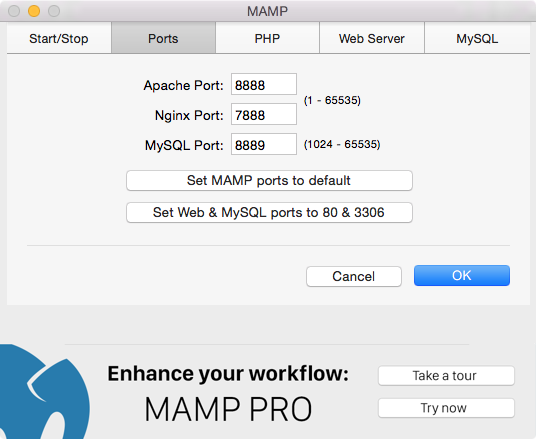 MAMP
Start/Stop Ports PHP Web Server MySQL
Apache Port: 8888
(1 - 65535)
Nginx Port: 7888
MySQL Port: 8889 (1024 - 65535)
Set MAMP ports to default
Set Web & MySQL ports to 80 & 3306
Cancel OK
Enhance your workflow:
MAMP PRO
Take a tour
Try now